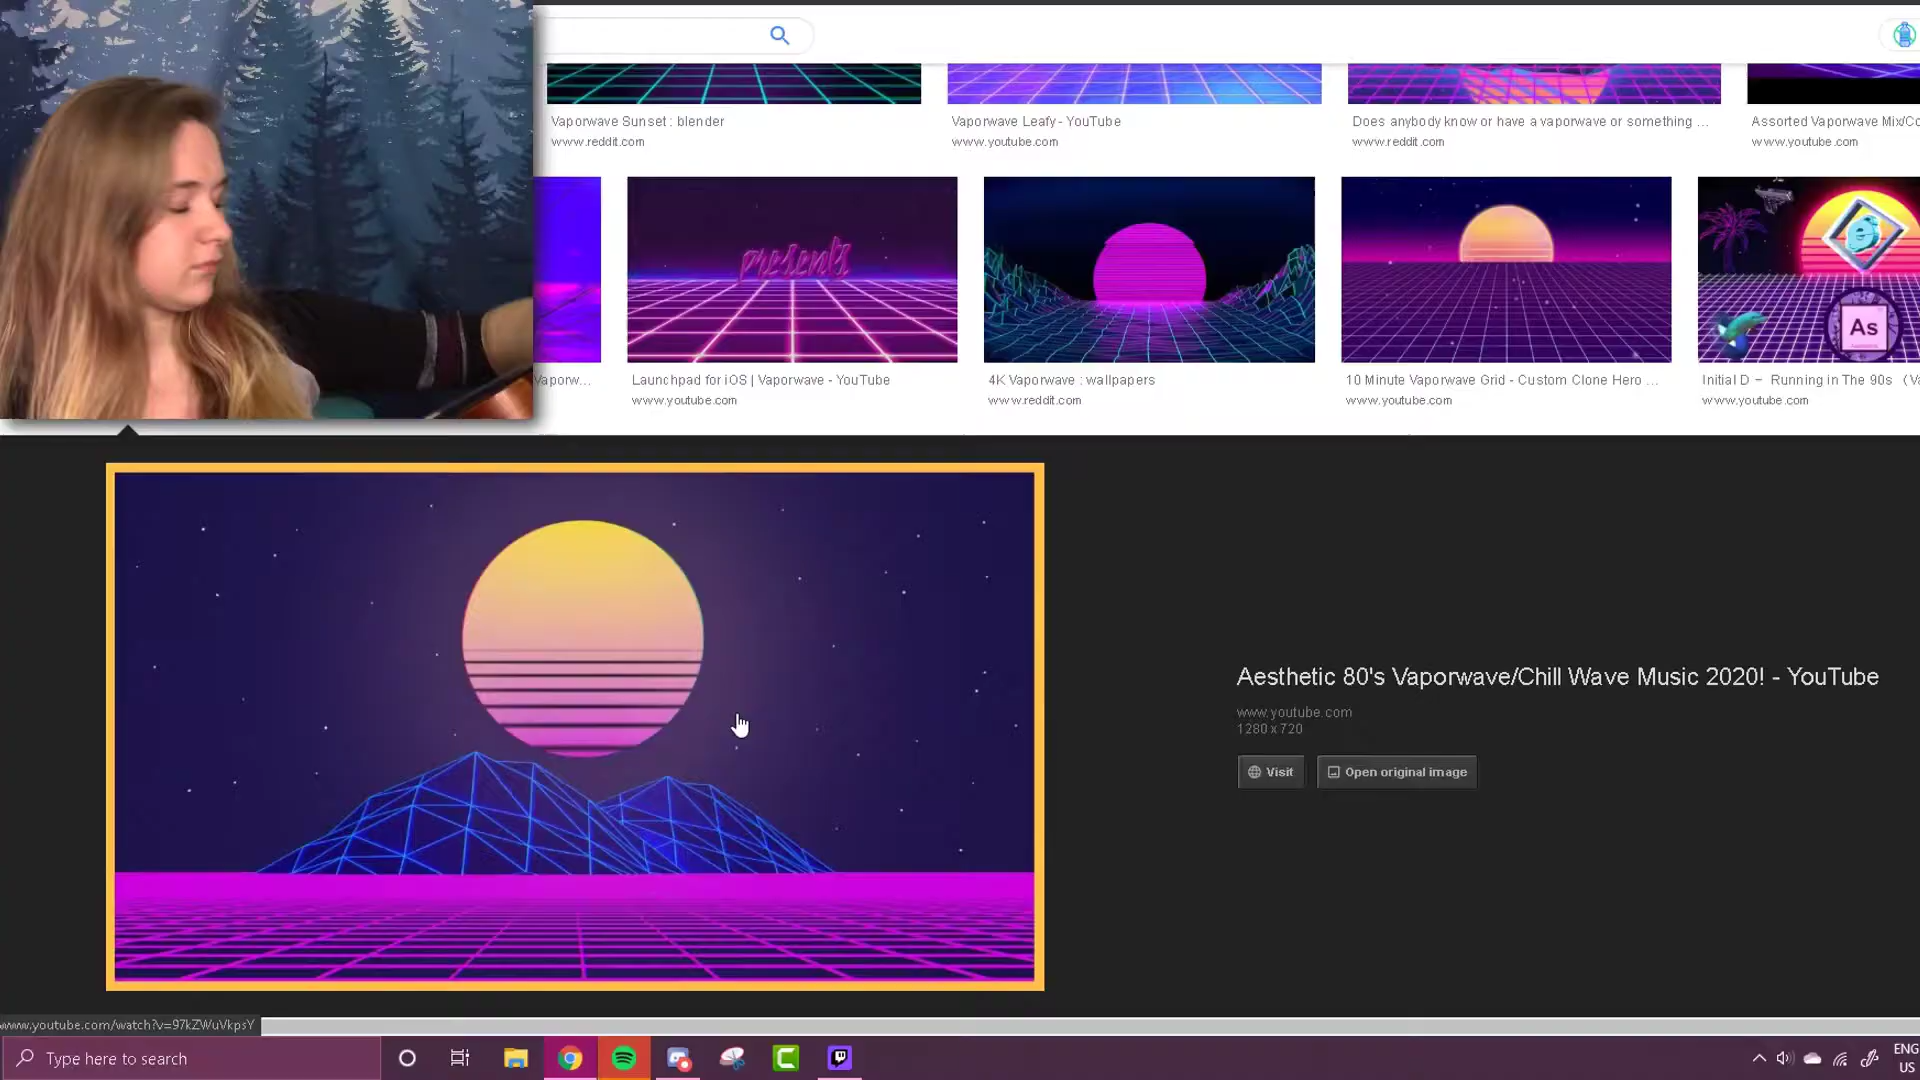 Vaporwave Sunset : blender
www.reddit.com
Vaporwave Leafy - YouTube
www.youtube.com
Does anybody know or have a vaporwave or something ...
www.reddit.com
Assorted Vaporwave Mix/Co
www.youtube.com
presents
As
Vaporw...
Launchpad for iOS | Vaporwave - YouTube
www.youtube.com
4K Vaporwave : wallpapers
www.reddit.com
10 Minute Vaporwave Grid - Custom Clone Hero ...
www.youtube.com
Initial D – Running in The 90s (Va
www.youtube.com
Aesthetic 80's Vaporwave/Chill Wave Music 2020! - YouTube
www.youtube.com
1280 x 720
Visit
Open original image
www.youtube.com/watch?v=97kZWuVkpsY
Type here to search
ENG
US